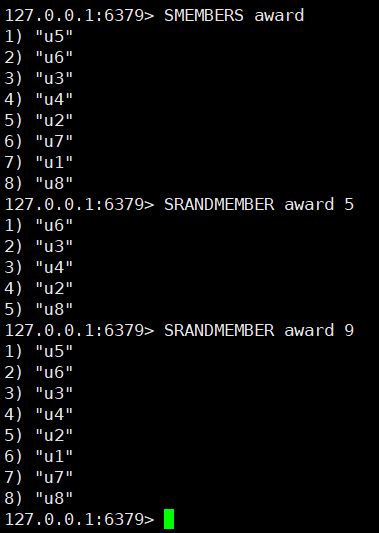 127.0.0.1:6379> SMEMBERS award
1) "u5"
2) "u6"
3) "u3"
4) "u4"
5) "u2"
6) "u7"
7) "u1"
8) "u8"
127.0.0.1:6379> SRANDMEMBER award 5
1) "u6"
2) "u3"
3) "u4"
4) "u2"
5) "u8"
127.0.0.1:6379> SRANDMEMBER award 9
1) "u5"
2) "u6"
3) "u3"
4) "u4"
5) "u2"
6) "u1"
7) "u7"
8) "u8"
127.0.0.1:6379>